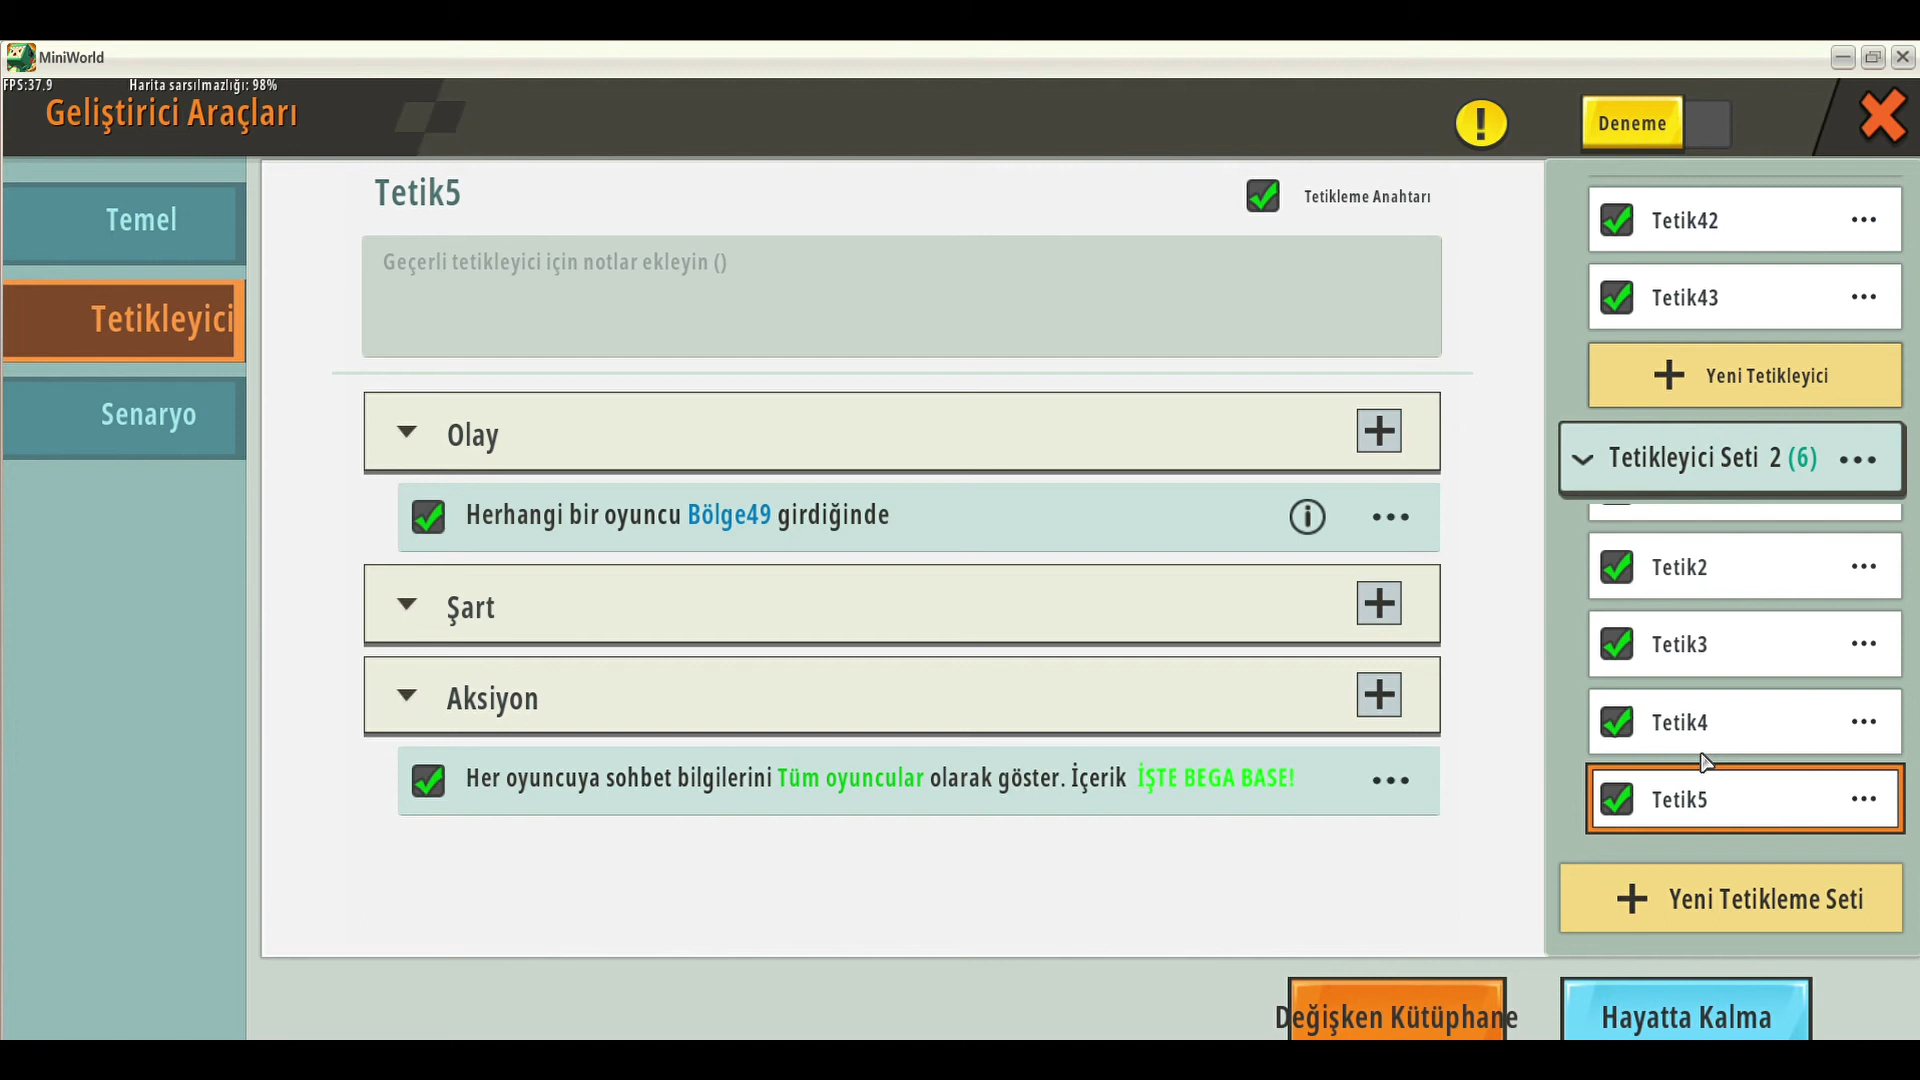 MiniWorld
FPS:37.9 Harita sarsılmazlığı: 98%
Geliştirici Araçları
!
Deneme
Temel
Tetikleyici
Senaryo
Tetik5
Tetikleme Anahtarı
Geçerli tetikleyici için notlar ekleyin ()
Olay
Herhangi bir oyuncu Bölge49 girdiğinde
Şart
Aksiyon
Her oyuncuya sohbet bilgilerini Tüm oyuncular olarak göster. İçerik İŞTE BEGA BASE!
Tetik42
Tetik43
Yeni Tetikleyici
Tetikleyici Seti 2 (6)
Tetik2
Tetik3
Tetik4
Tetik5
Yeni Tetikleme Seti
Değişken Kütüphane
Hayatta Kalma